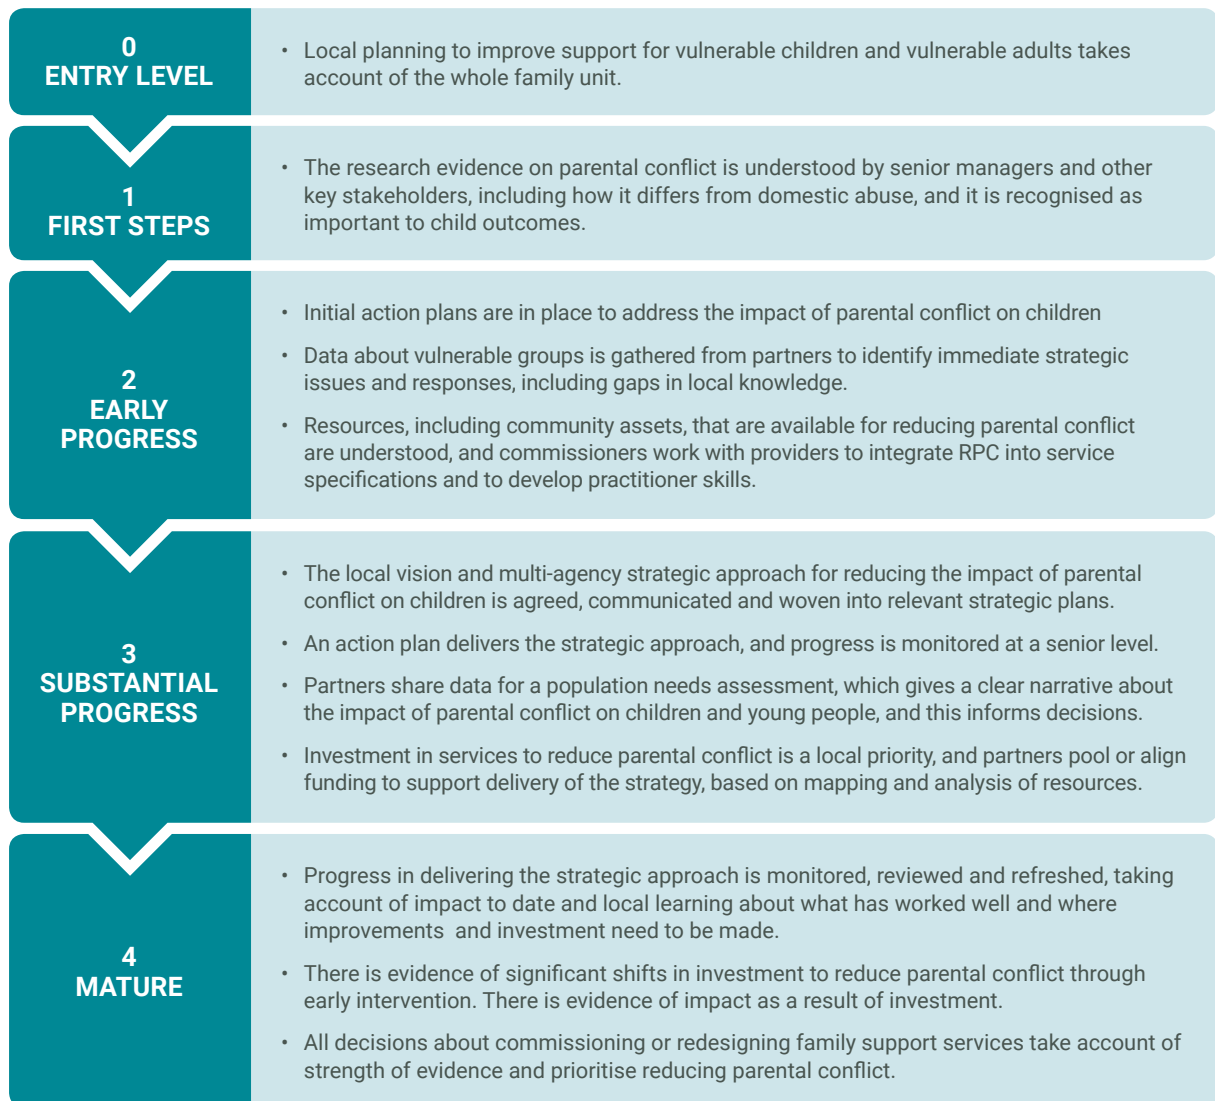 0
ENTRY LEVEL
• Local planning to improve support for vulnerable children and vulnerable adults takes
account of the whole family unit.
1
FIRST STEPS
• The research evidence on parental conflict is understood by senior managers and other
key stakeholders, including how it differs from domestic abuse, and it is recognised as
important to child outcomes.
2
EARLY
PROGRESS
• Initial action plans are in place to address the impact of parental conflict on children
• Data about vulnerable groups is gathered from partners to identify immediate strategic
issues and responses, including gaps in local knowledge.
• Resources, including community assets, that are available for reducing parental conflict
are understood, and commissioners work with providers to integrate RPC into service
specifications and to develop practitioner skills.
3
SUBSTANTIAL
PROGRESS
• The local vision and multi-agency strategic approach for reducing the impact of parental
conflict on children is agreed, communicated and woven into relevant strategic plans.
• An action plan delivers the strategic approach, and progress is monitored at a senior level.
• Partners share data for a population needs assessment, which gives a clear narrative about
the impact of parental conflict on children and young people, and this informs decisions.
• Investment in services to reduce parental conflict is a local priority, and partners pool or align
funding to support delivery of the strategy, based on mapping and analysis of resources.
4
MATURE
• Progress in delivering the strategic approach is monitored, reviewed and refreshed, taking
account of impact to date and local learning about what has worked well and where
improvements and investment need to be made.
• There is evidence of significant shifts in investment to reduce parental conflict through
early intervention. There is evidence of impact as a result of investment.
• All decisions about commissioning or redesigning family support services take account of
strength of evidence and prioritise reducing parental conflict.